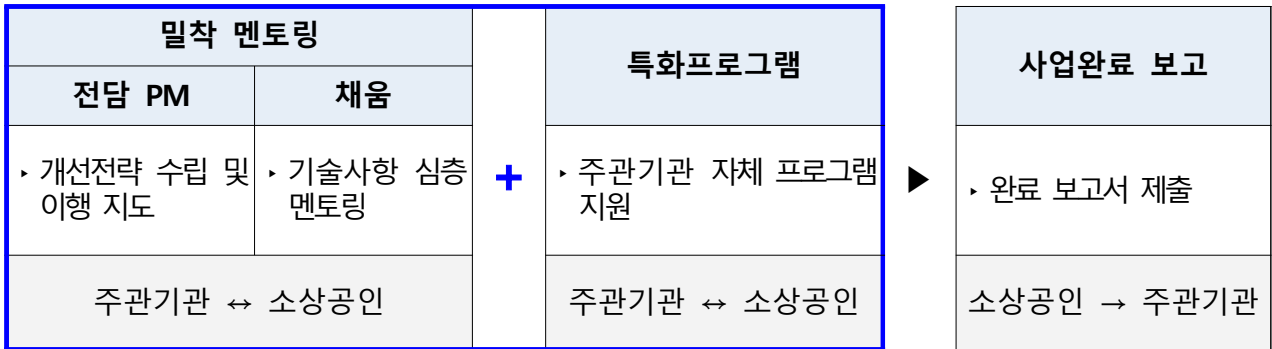 밀착 멘토링
전담 PM
채움
‣ 개선전략 수립 및
이행 지도
‣ 기술사항 심층
멘토링
주관기관 ↔ 소상공인
+
특화프로그램
‣ 주관기관 자체 프로그램
지원
주관기관 ↔ 소상공인
▶
사업완료 보고
‣ 완료 보고서 제출
소상공인 → 주관기관